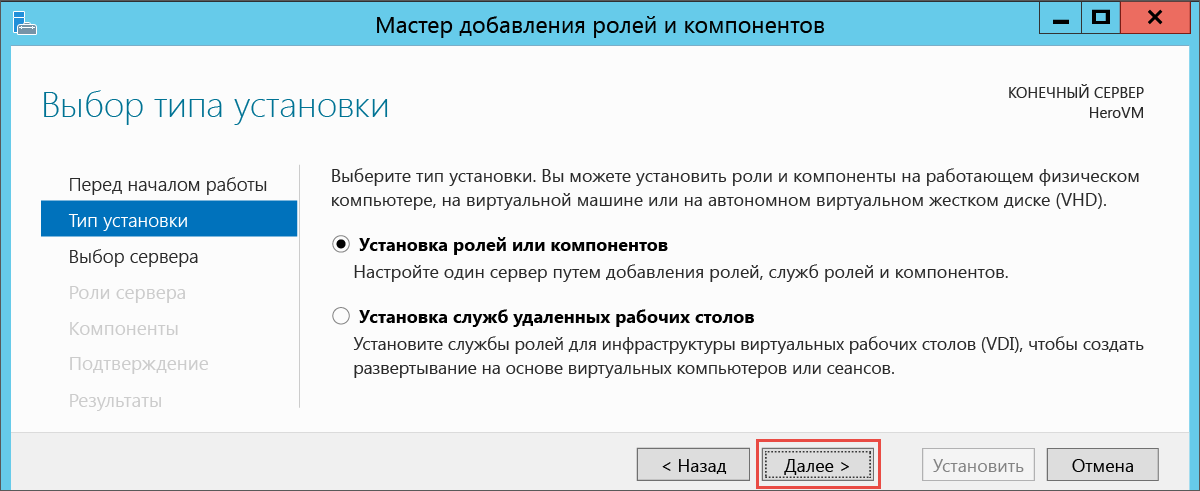 Мастер добавления ролей и компонентов
Выбор типа установки
КОНЕЧНЫЙ СЕРВЕР
HeroVM
Перед началом работы
Тип установки
Выбор сервера
Роли сервера
Компоненты
Подтверждение
Результаты
Выберите тип установки. Вы можете установить роли и компоненты на работающем физическом
компьютере, на виртуальной машине или на автономном виртуальном жестком диске (VHD).
Установка ролей или компонентов
Настройте один сервер путем добавления ролей, служб ролей и компонентов.
Установка служб удаленных рабочих столов
Установите службы ролей для инфраструктуры виртуальных рабочих столов (VDI), чтобы создать
развертывание на основе виртуальных компьютеров или сеансов.
< Назад
Далее >
Установить
Отмена